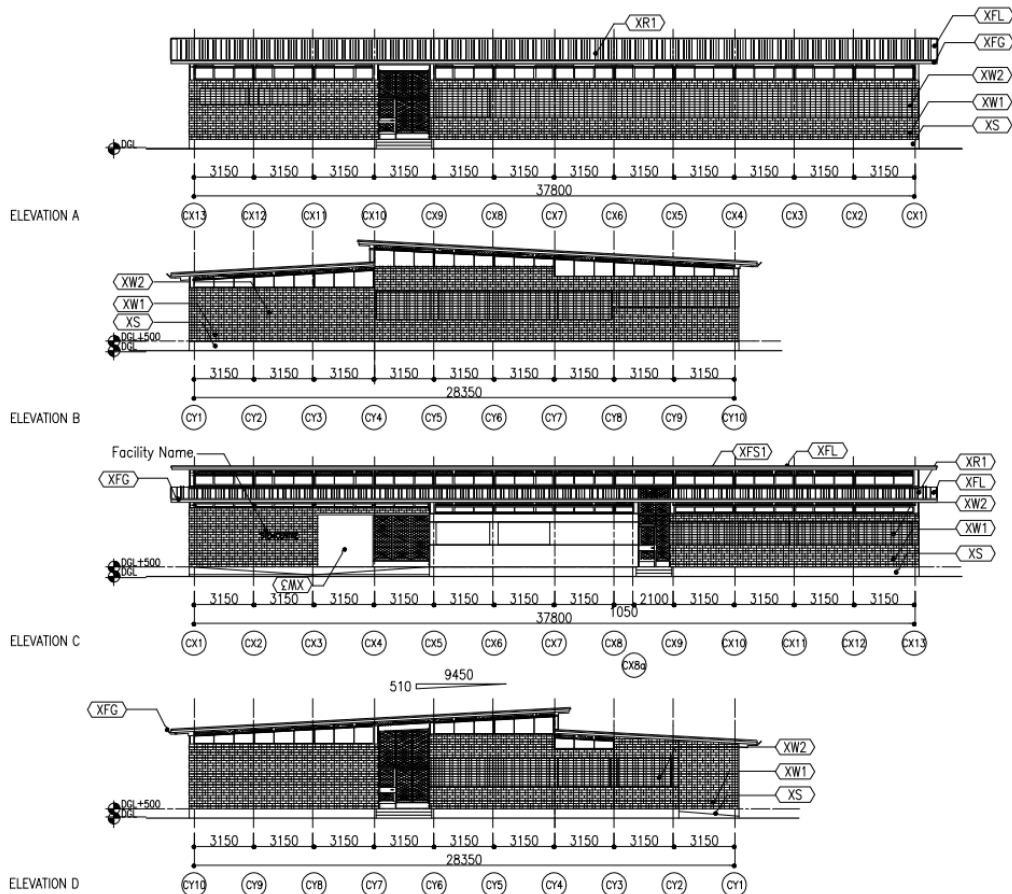 XR1
XFL
XFG
XW2
XW1
XS
DGL
3150 3150 3150 3150 3150 3150 3150 3150 3150 3150 3150 3150
37800
ELEVATION A
CX13 CX12 CX11 CX10 CX9 CX8 CX7 CX6 CX5 CX4 CX3 CX2 CX1
XW2
XW1
XS
DGL+500
DGL
3150 3150 3150 3150 3150 3150 3150 3150 3150
28350
ELEVATION B
CY1 CY2 CY3 CY4 CY5 CY6 CY7 CY8 CY9 CY10
Facility Name
XFS1
XFL
XFG
XR1
XFL
XW2
XW1
XS
DGL+500
DGL
XW3
3150 3150 3150 3150 3150 3150 3150 1050 2100 3150 3150 3150 3150
37800
ELEVATION C
CX1 CX2 CX3 CX4 CX5 CX6 CX7 CX8 CX9 CX10 CX11 CX12 CX13
CX8a
9450
510
XFG
XW2
XW1
XS
DGL+500
DGL
3150 3150 3150 3150 3150 3150 3150 3150 3150
28350
ELEVATION D
CY10 CY9 CY8 CY7 CY6 CY5 CY4 CY3 CY2 CY1